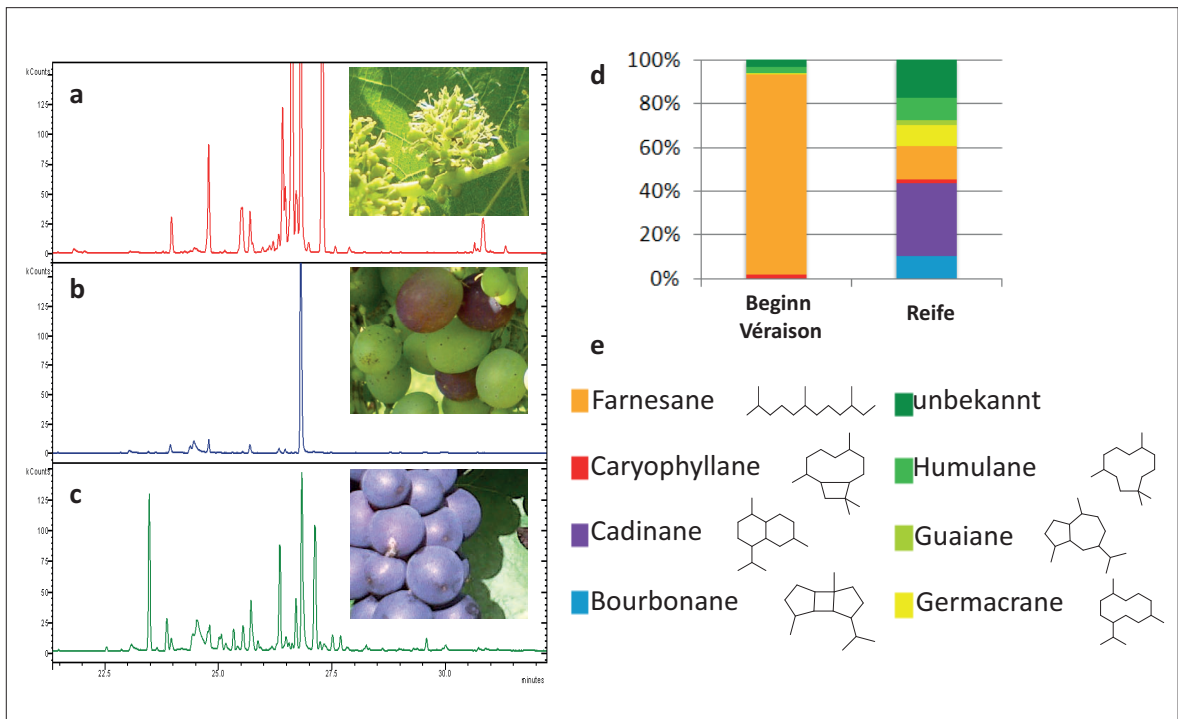 a
kCounts
125
100
75
50
25
0
b
kCounts
125
100
75
50
25
0
c
kCounts
125
100
75
50
25
0
22.5
25.0
27.5
30.0
minutes
d
100%
80%
60%
40%
20%
0%
Beginn
Véraison
Reife
e
Farnesane
unbekannt
Caryophyllane
Humulane
Cadinane
Guaiane
Bourbonane
Germacrane